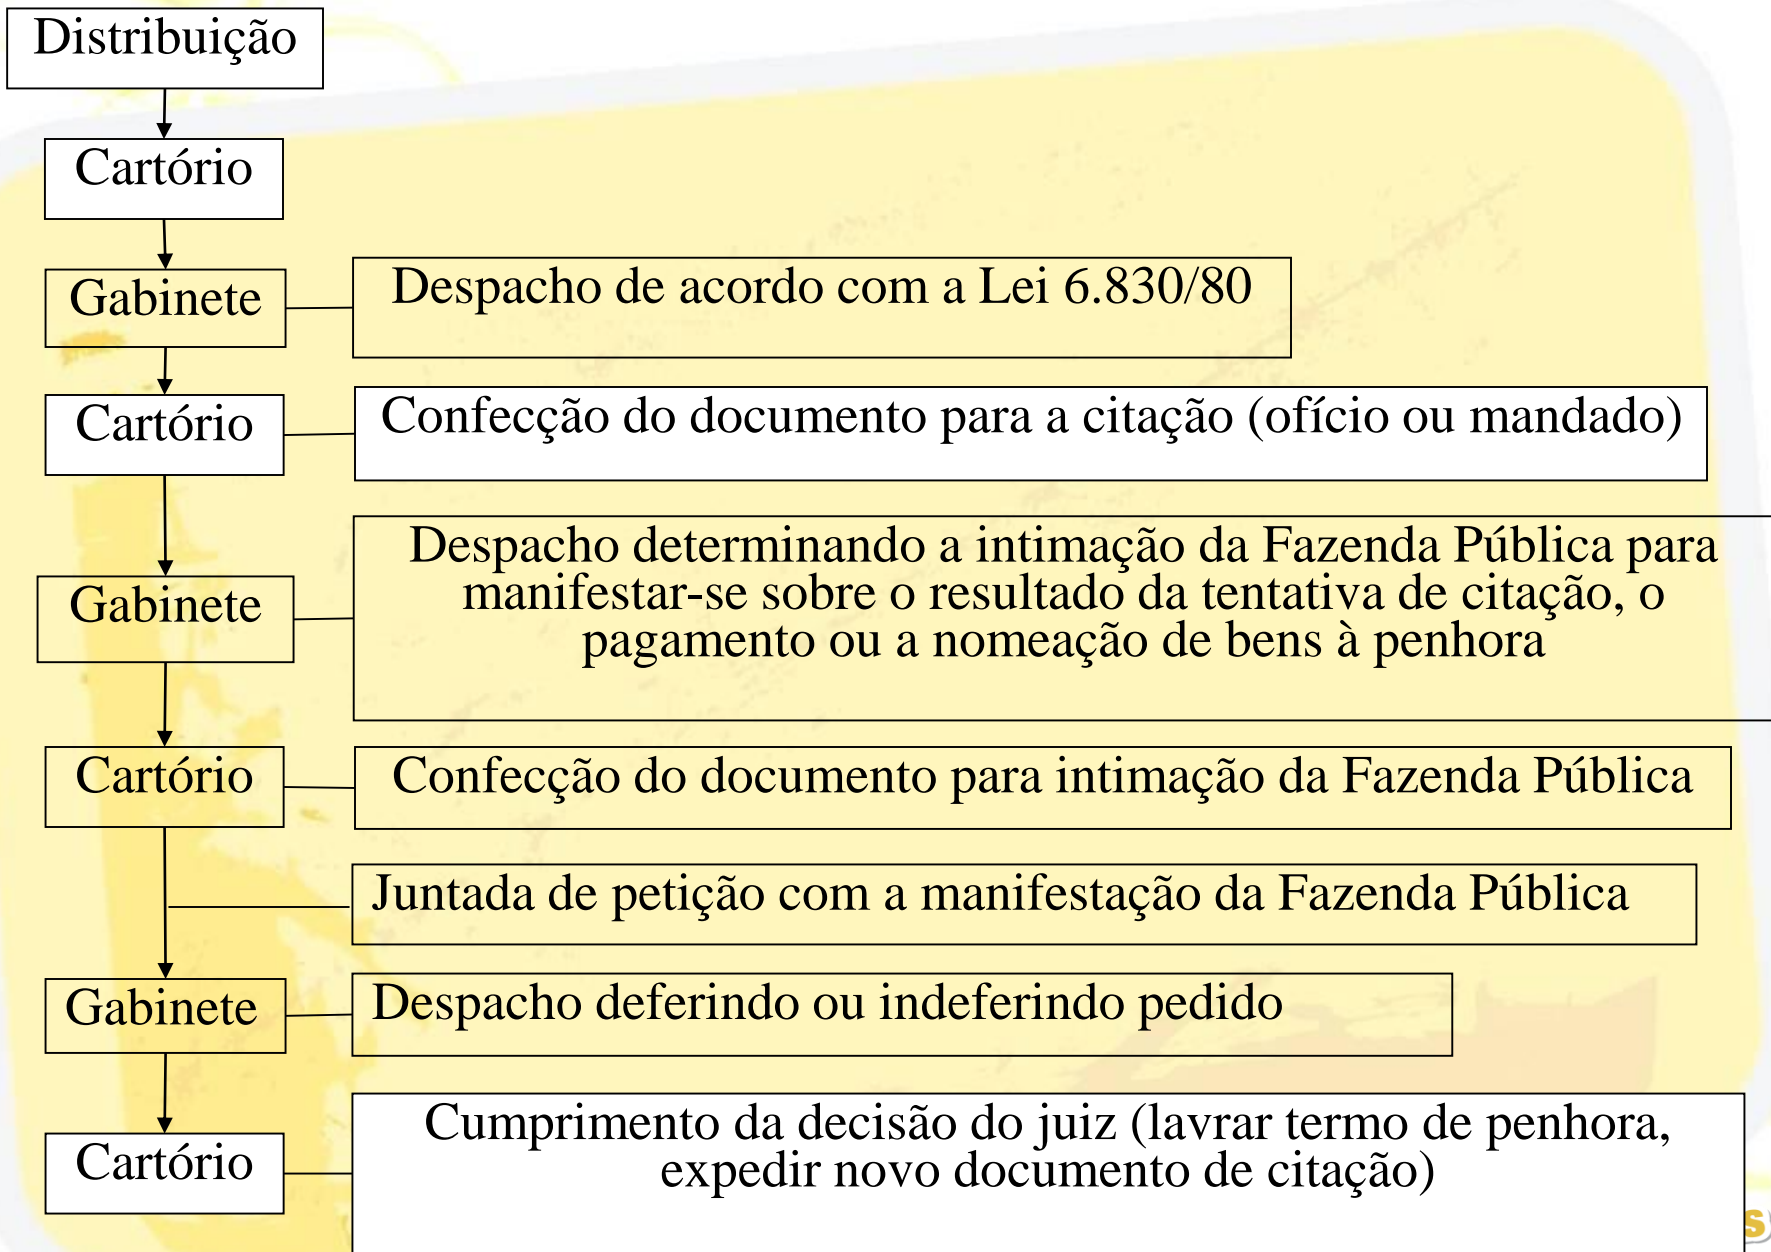 Distribuição
Cartório
Gabinete
Despacho de acordo com a Lei 6.830/80
Cartório
Confecção do documento para a citação (ofício ou mandado)
Gabinete
Despacho determinando a intimação da Fazenda Pública para
manifestar-se sobre o resultado da tentativa de citação, o
pagamento ou a nomeação de bens à penhora
Cartório
Confecção do documento para intimação da Fazenda Pública
Juntada de petição com a manifestação da Fazenda Pública
Gabinete
Despacho deferindo ou indeferindo pedido
Cartório
Cumprimento da decisão do juiz (lavrar termo de penhora,
expedir novo documento de citação)